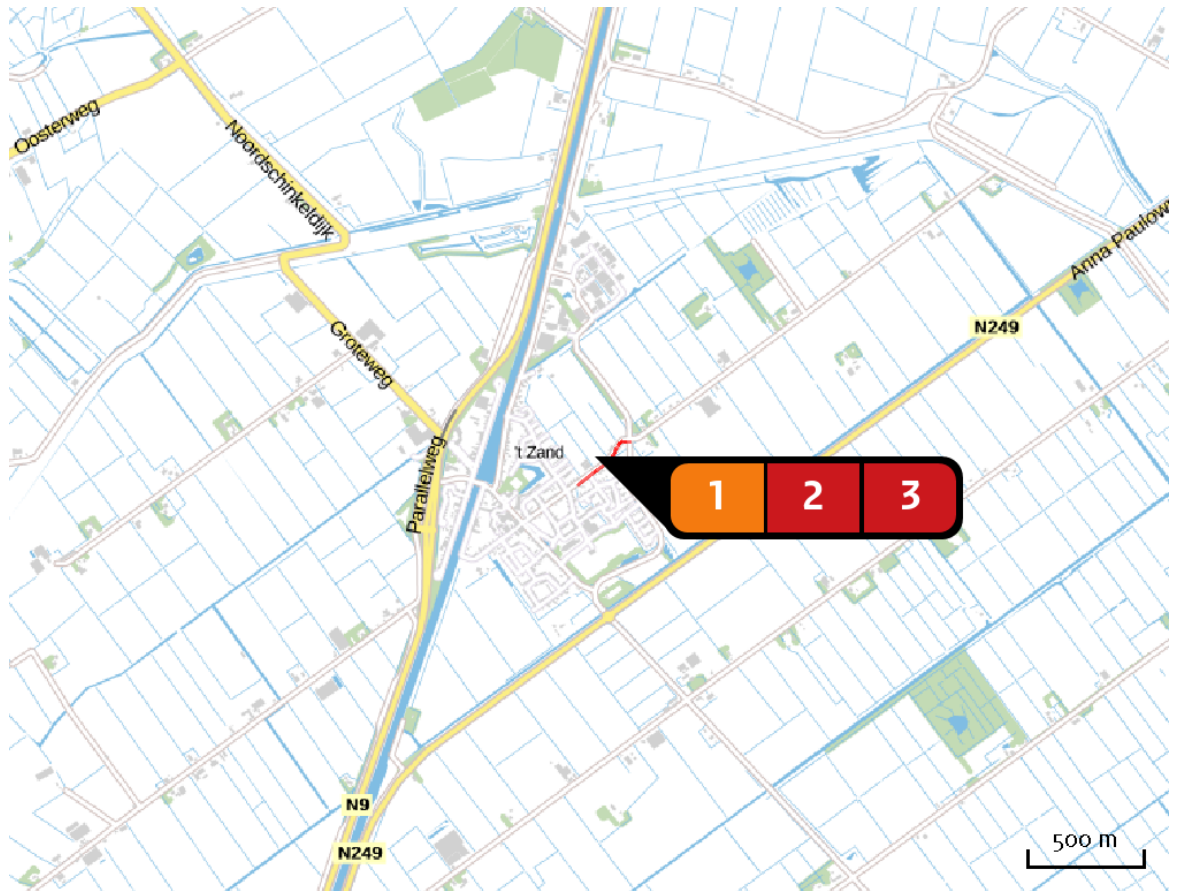 Oosterweg
Noordschinkeldijk
Anna Paulow
N249
Groteweg
't Zand
Parallelweg
1 2 3
N9
500 m
N249